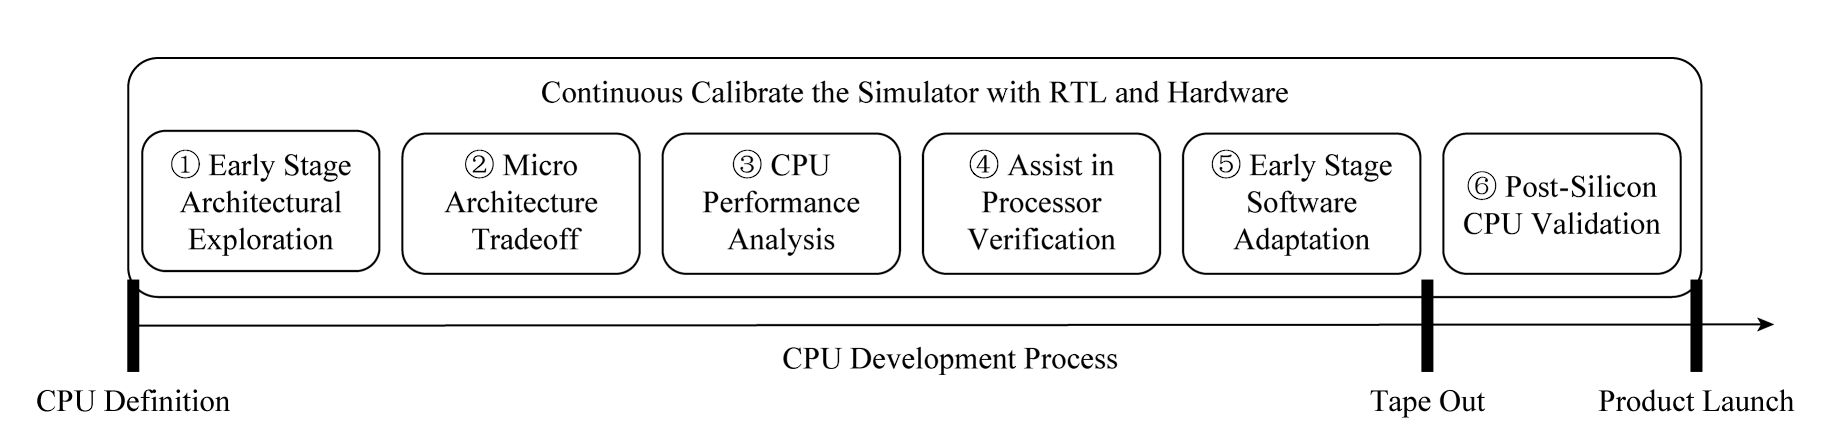 Continuous Calibrate the Simulator with RTL and Hardware
① Early Stage
Architectural
Exploration
② Micro
Architecture
Tradeoff
③ CPU
Performance
Analysis
④ Assist in
Processor
Verification
⑤ Early Stage
Software
Adaptation
⑥ Post-Silicon
CPU Validation
CPU Development Process
CPU Definition
Tape Out
Product Launch